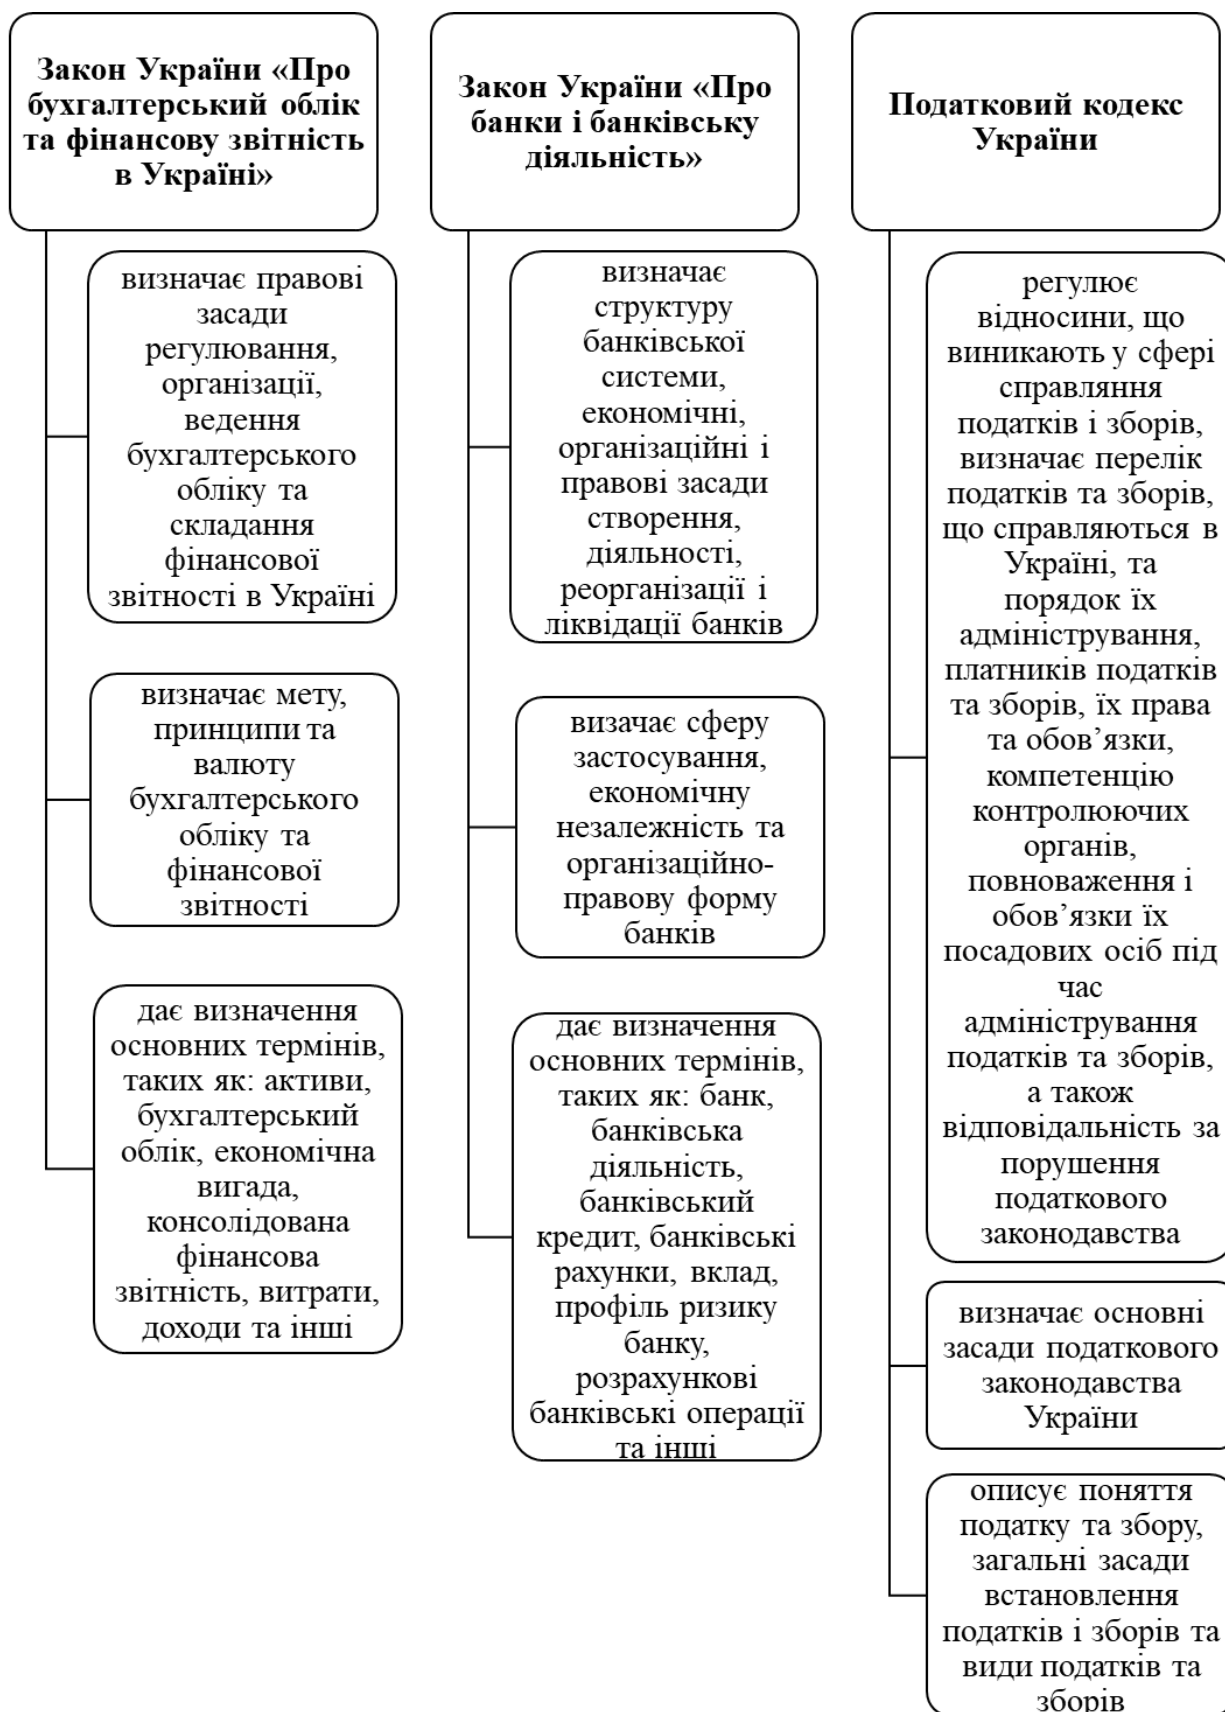 Закон України «Про
бухгалтерський облік
та фінансову звітність
в Україні»
визначає правові
засади
регулювання,
організації,
ведення
бухгалтерського
обліку та
складання
фінансової
звітності в Україні
визначає мету,
принципи та
валюту
бухгалтерського
обліку та
фінансової
звітності
дає визначення
основних термінів,
таких як: активи,
бухгалтерський
облік, економічна
вигада,
консолідована
фінансова
звітність, витрати,
доходи та інші
Закон України «Про
банки і банківську
діяльність»
визначає
структуру
банківської
системи,
економічні,
організаційні і
правові засади
створення,
діяльності,
реорганізації і
ліквідації банків
визачає сферу
застосування,
економічну
незалежність та
організаційно-
правову форму
банків
дає визначення
основних термінів,
таких як: банк,
банківська
діяльність,
банківський
кредит, банківські
рахунки, вклад,
профіль ризику
банку,
розрахункові
банківські операції
та інші
Податковий кодекс
України
регулює
відносини, що
виникають у сфері
справляння
податків і зборів,
визначає перелік
податків та зборів,
що справляються в
Україні, та
порядок їх
адміністрування,
платників податків
та зборів, їх права
та обов’язки,
компетенцію
контролюючих
органів,
повноваження і
обов’язки їх
посадових осіб під
час
адміністрування
податків та зборів,
а також
відповідальність за
порушення
податкового
законодавства
визначає основні
засади податкового
законодавства
України
описує поняття
податку та збору,
загальні засади
встановлення
податків і зборів та
види податків та
зборів